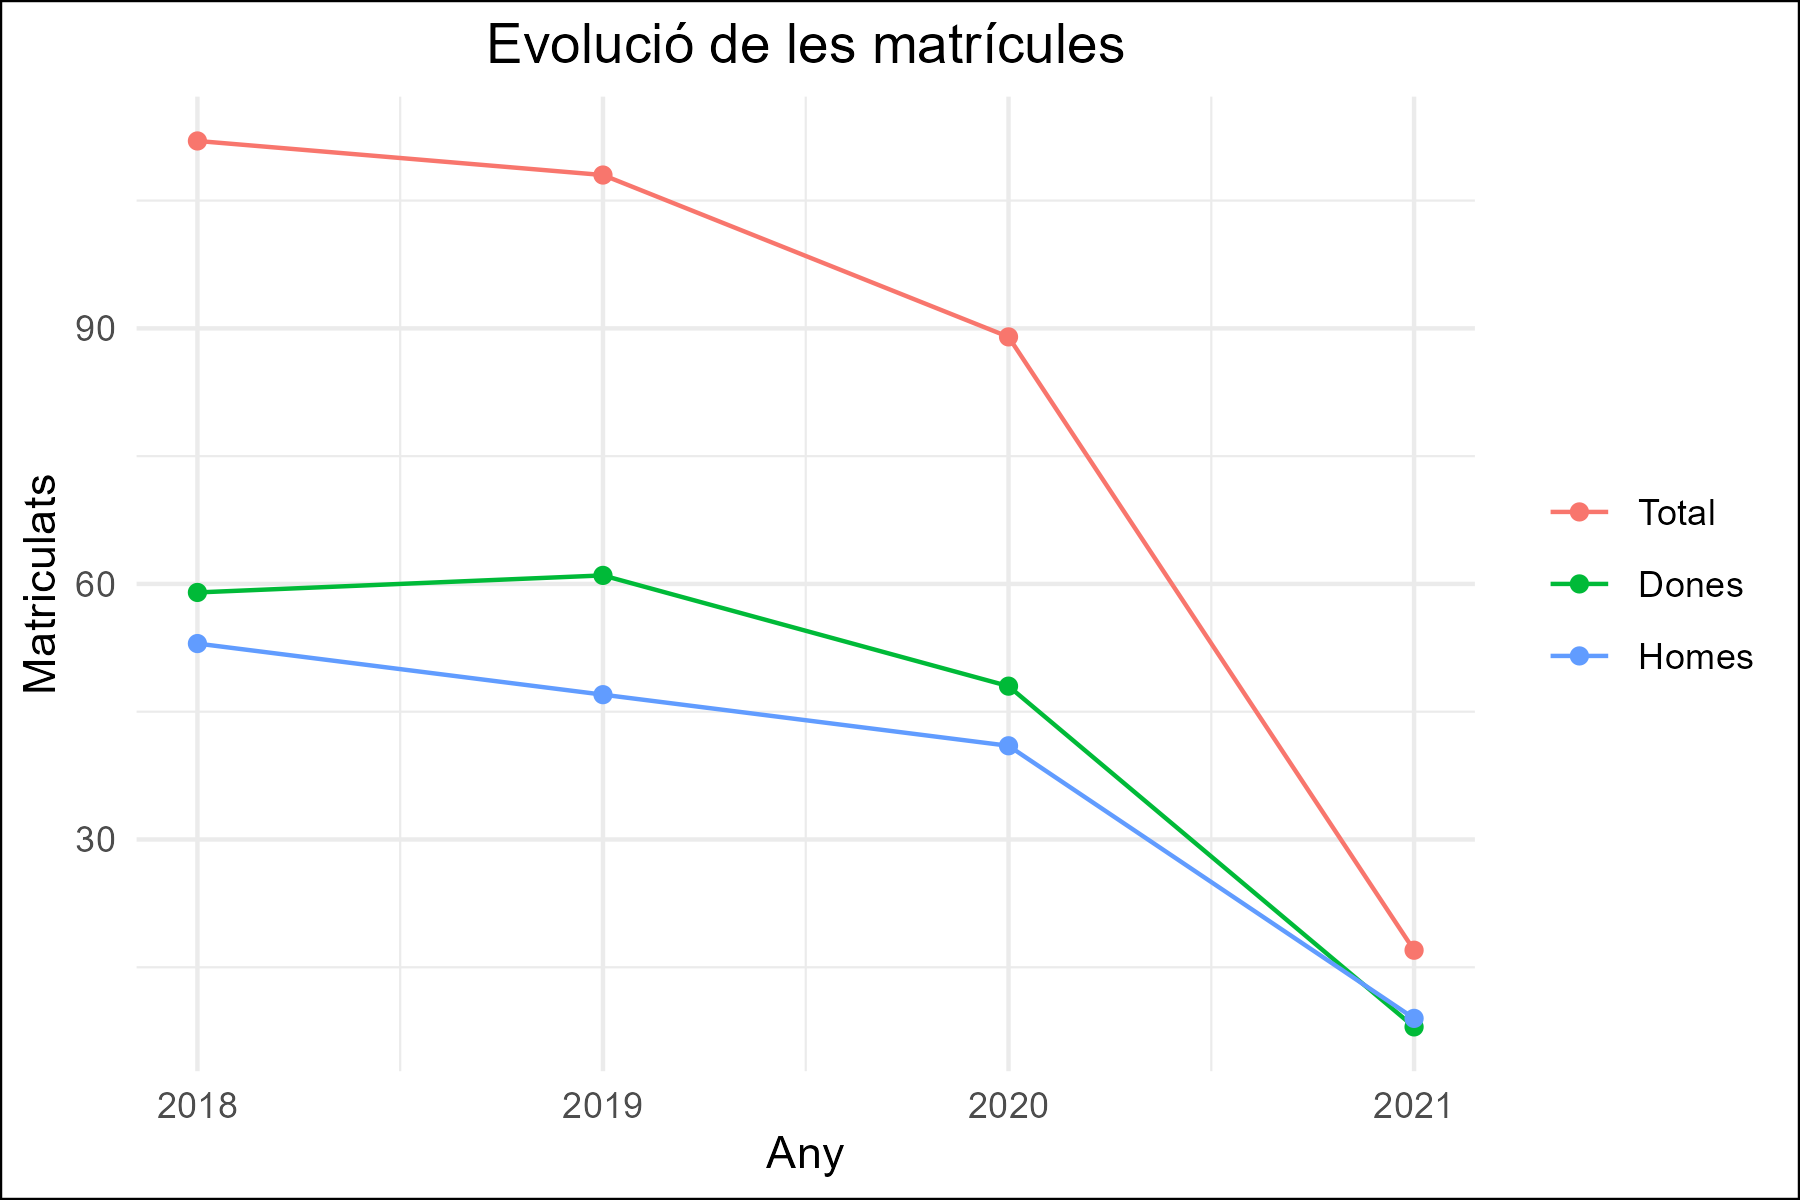 Evolució de les matrícules
Matriculats
90
60
30
2018
2019
2020
2021
Any
Total
Dones
Homes